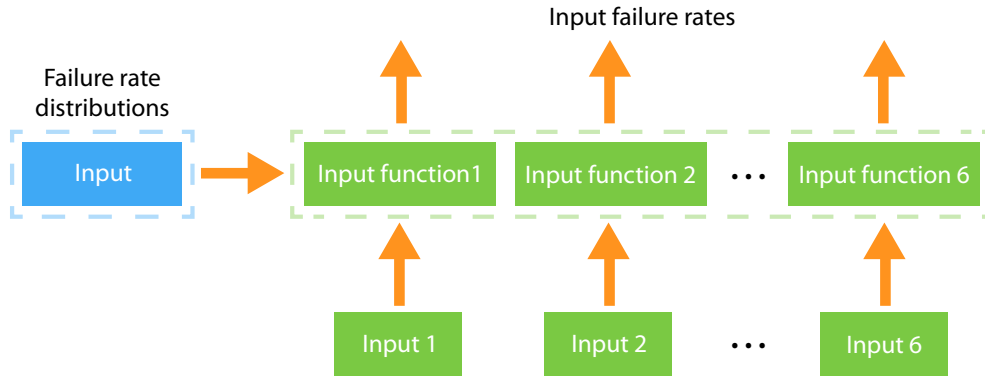 Input failure rates
Failure rate
distributions
Input
Input function1
Input function 2
...
Input function 6
Input 1
Input 2
...
Input 6